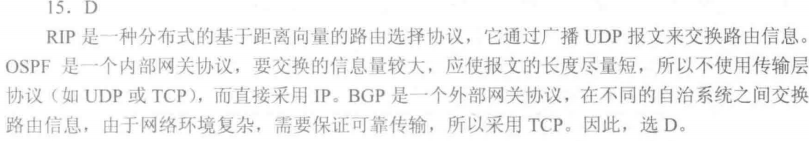 15. D
RIP 是一种分布式的基于距离向量的路由选择协议，它通过广播 UDP 报文来交换路由信息。
OSPF 是一个内部网关协议，要交换的信息量较大，应使报文的长度尽量短，所以不使用传输层
协议（如 UDP 或 TCP），而直接采用 IP。BGP 是一个外部网关协议，在不同的自治系统之间交换
路由信息，由于网络环境复杂，需要保证可靠传输，所以采用 TCP。因此，选 D。